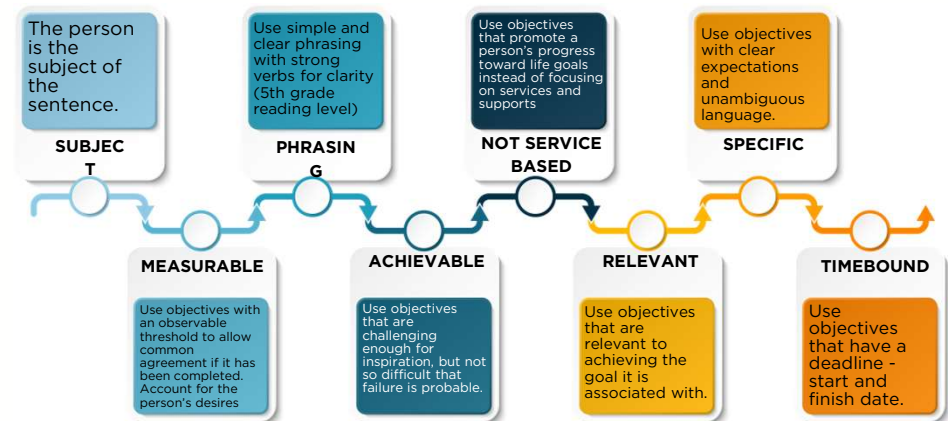 The person
is the
subject of
the
sentence.
SUBJEC
T
Use objectives with
an observable
threshold to allow
common
agreement if it has
been completed.
Account for the
person's desires
MEASURABLE
Use simple and
clear phrasing
with strong
verbs for clarity
(5th grade
reading level)
PHRASIN
G
ACHIEVABLE
Use objectives
that are
challenging
enough for
inspiration, but not
so difficult that
failure is probable.
Use objectives
that promote a
person's progress
toward life goals
instead of focusing
on services and
supports
NOT SERVICE
BASED
RELEVANT
Use objectives
that are
relevant to
achieving the
goal it is
associated with.
Use objectives
with clear
expectations
and
unambiguous
language.
SPECIFIC
TIMEBOUND
Use
objectives
that have a
deadline -
start and
finish date.